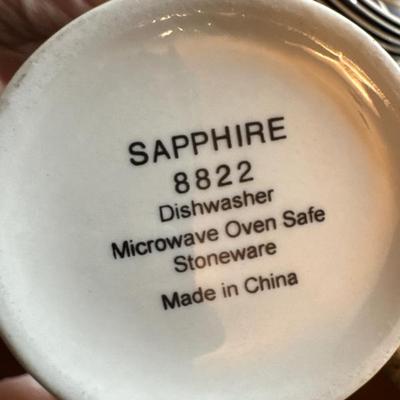 SAPPHIRE
8822
Dishwasher
Microwave Oven Safe
Stoneware
Made in China